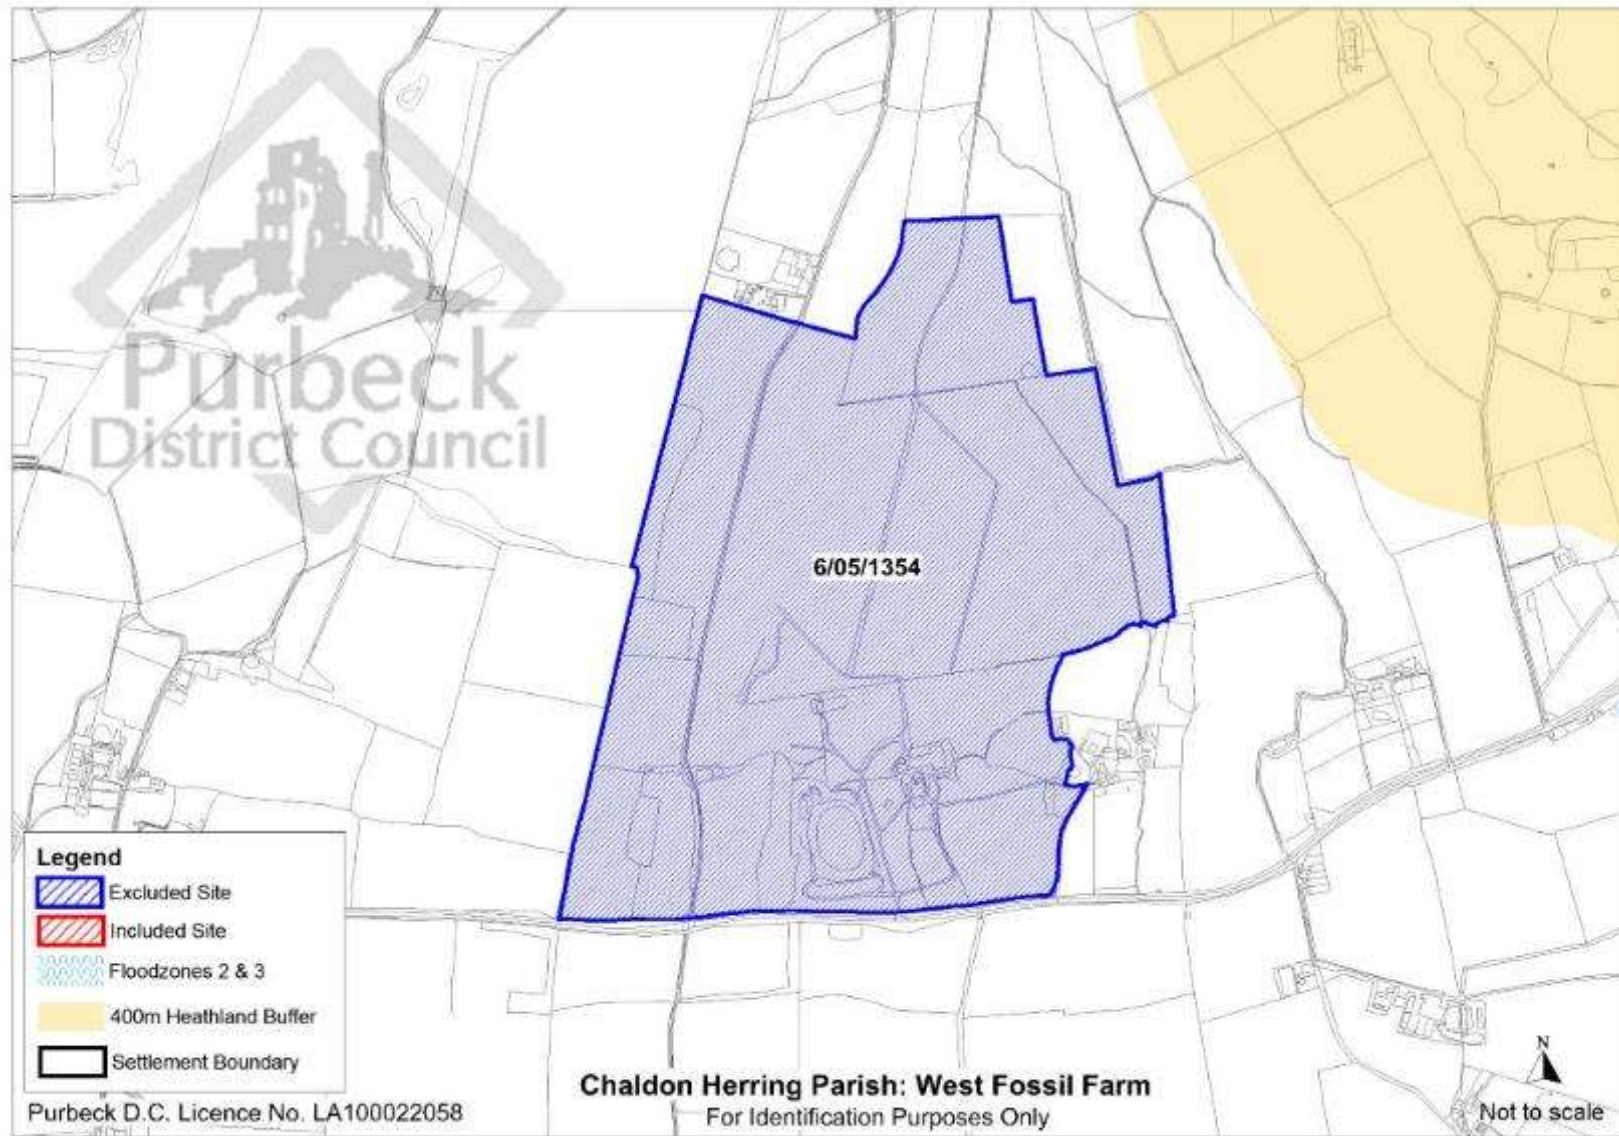 Purbeck
District Council
6/05/1354
Legend
Excluded Site
Included Site
Floodzones 2 & 3
400m Heathland Buffer
Settlement Boundary
Chaldon Herring Parish: West Fossil Farm
For Identification Purposes Only
Purbeck D.C. Licence No. LA100022058
N
Not to scale